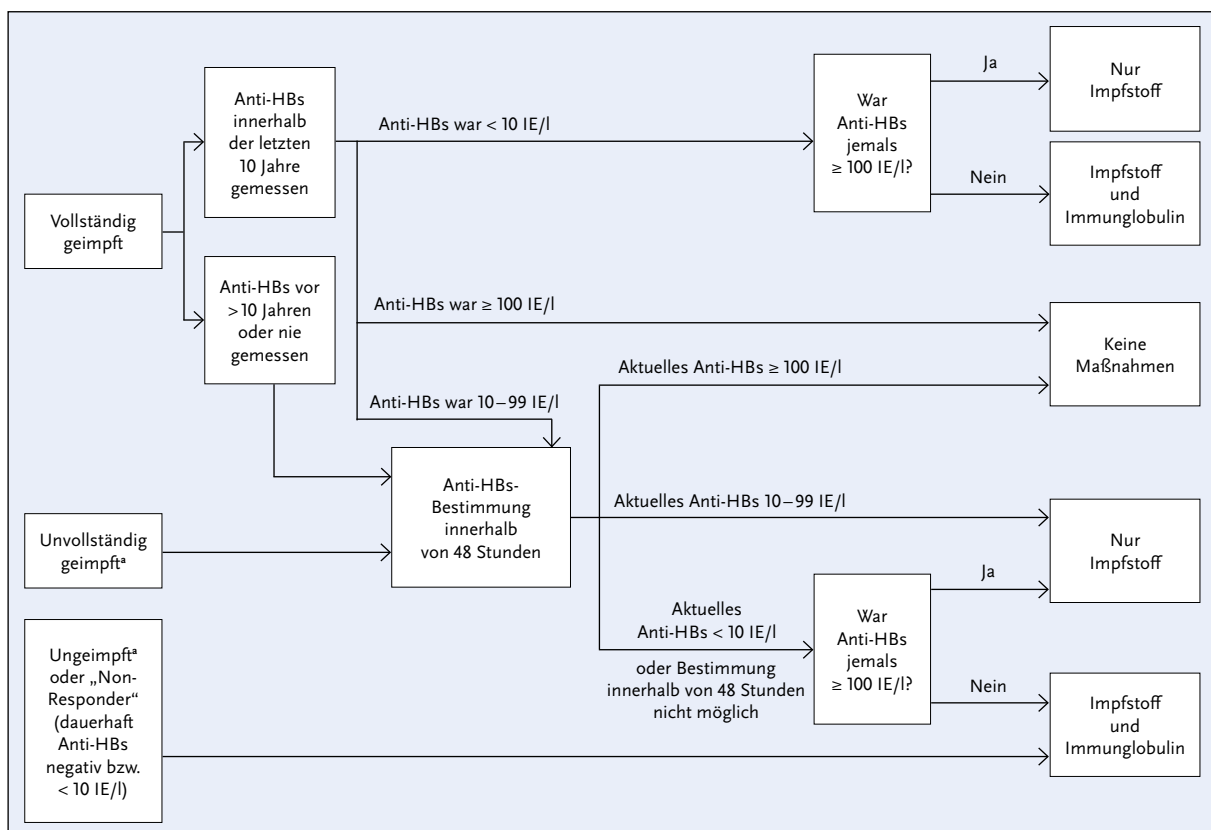 Anti-HBs
innerhalb
der letzten
10 Jahre
gemessen
Anti-HBs war < 10 IE/l
War
Anti-HBs
jemals
≥ 100 IE/l?
Ja
Nur
Impfstoff
Nein
Impfstoff
und
Immunglobulin
Vollständig
geimpft
Anti-HBs vor
>10 Jahren
oder nie
gemessen
Anti-HBs war ≥ 100 IE/l
Keine
Maßnahmen
Aktuelles Anti-HBs ≥ 100 IE/l
Anti-HBs war 10–99 IE/l
Anti-HBs-
Bestimmung
innerhalb
von 48 Stunden
Aktuelles Anti-HBs 10–99 IE/l
Nur
Impfstoff
Unvollständig
geimpftª
Aktuelles
Anti-HBs < 10 IE/l
oder Bestimmung
innerhalb von 48 Stunden
nicht möglich
War
Anti-HBs
jemals
≥ 100 IE/l?
Ja
Nein
Impfstoff
und
Immunglobulin
Ungeimpftª
oder „Non-
Responder“
(dauerhaft
Anti-HBs
negativ bzw.
< 10 IE/l)